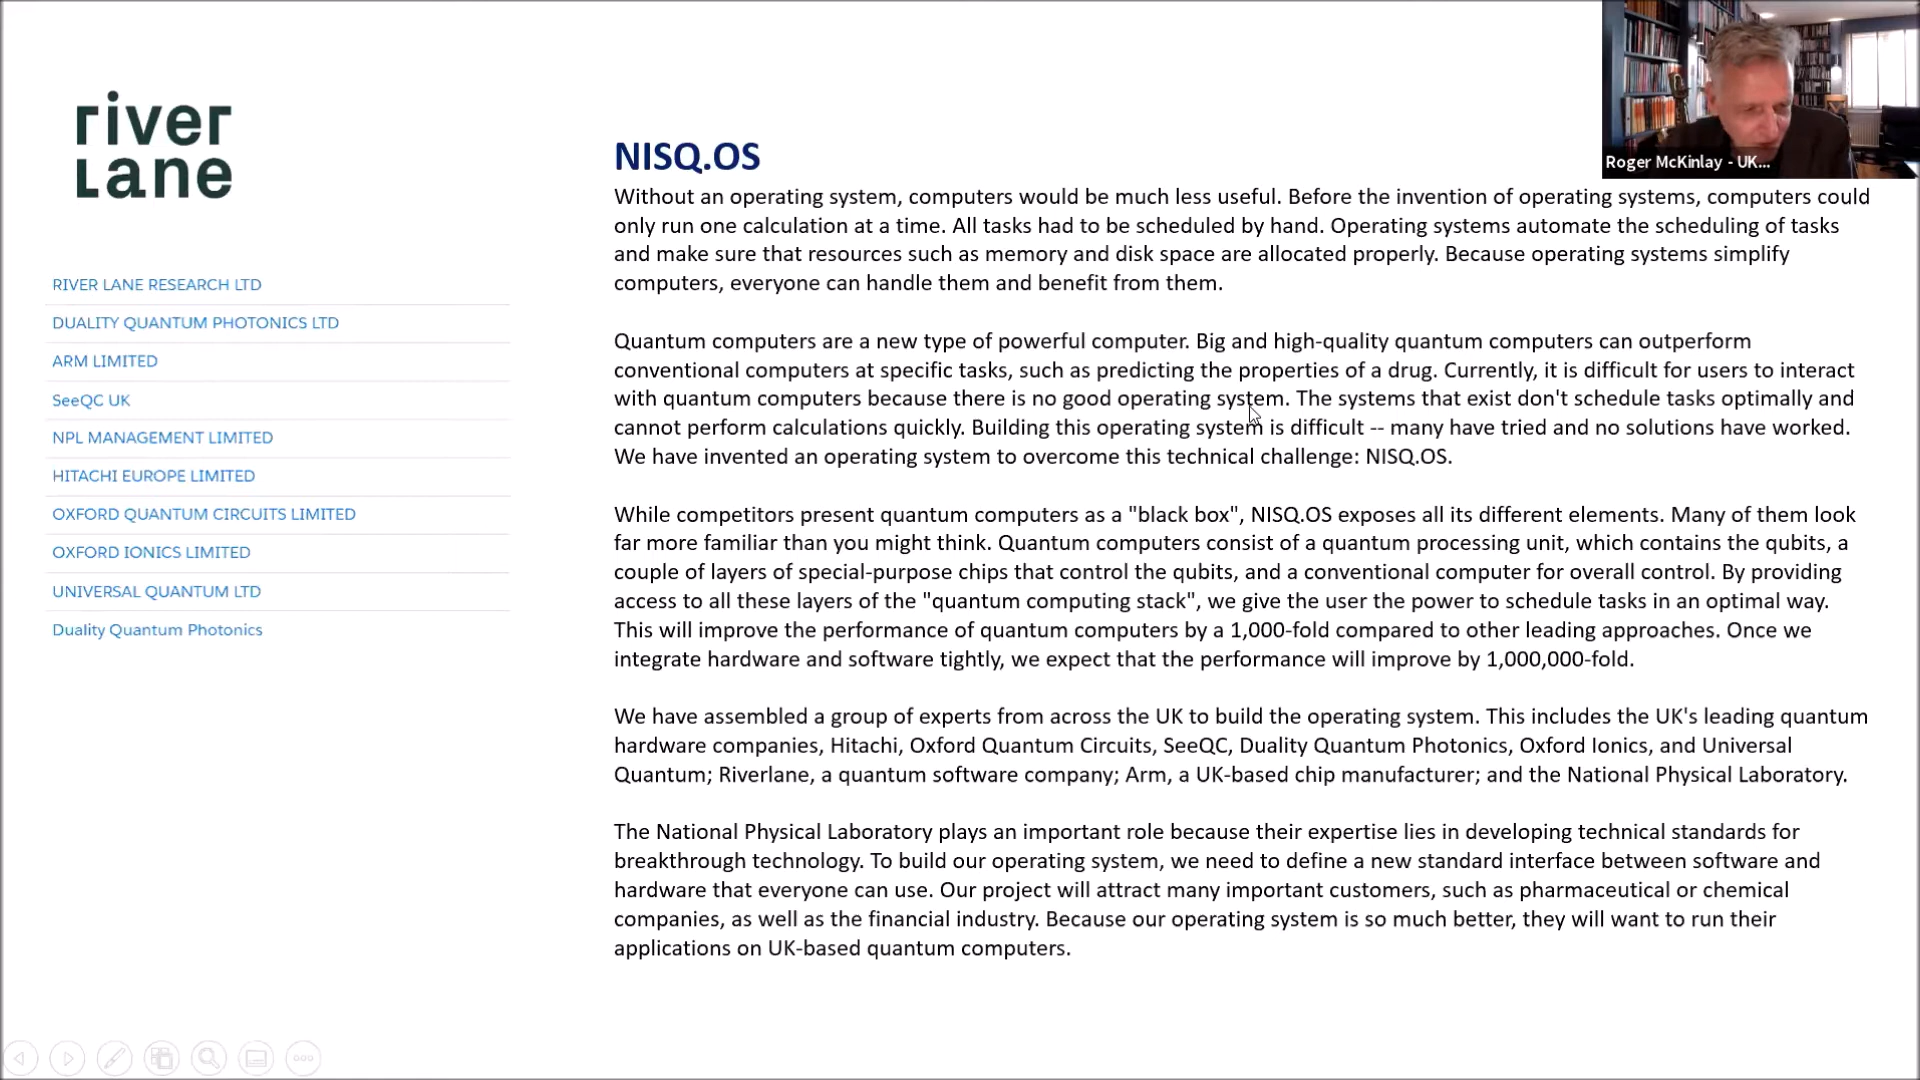 river
Lane
RIVER LANE RESEARCH LTD
DUALITY QUANTUM PHOTONICS LTD
ARM LIMITED
SeeQC UK
NPL MANAGEMENT LIMITED
HITACHI EUROPE LIMITED
OXFORD QUANTUM CIRCUITS LIMITED
OXFORD IONICS LIMITED
UNIVERSAL QUANTUM LTD
Duality Quantum Photonics
NISQ.OS
Without an operating system, computers would be much less useful. Before the invention of operating systems, computers could
only run one calculation at a time. All tasks had to be scheduled by hand. Operating systems automate the scheduling of tasks
and make sure that resources such as memory and disk space are allocated properly. Because operating systems simplify
computers, everyone can handle them and benefit from them.
Quantum computers are a new type of powerful computer. Big and high-quality quantum computers can outperform
conventional computers at specific tasks, such as predicting the properties of a drug. Currently, it is difficult for users to interact
with quantum computers because there is no good operating system. The systems that exist don't schedule tasks optimally and
cannot perform calculations quickly. Building this operating system is difficult -- many have tried and no solutions have worked.
We have invented an operating system to overcome this technical challenge: NISQ.OS.
While competitors present quantum computers as a "black box", NISQ.OS exposes all its different elements. Many of them look
far more familiar than you might think. Quantum computers consist of a quantum processing unit, which contains the qubits, a
couple of layers of special-purpose chips that control the qubits, and a conventional computer for overall control. By providing
access to all these layers of the "quantum computing stack", we give the user the power to schedule tasks in an optimal way.
This will improve the performance of quantum computers by a 1,000-fold compared to other leading approaches. Once we
integrate hardware and software tightly, we expect that the performance will improve by 1,000,000-fold.
We have assembled a group of experts from across the UK to build the operating system. This includes the UK's leading quantum
hardware companies, Hitachi, Oxford Quantum Circuits, SeeQC, Duality Quantum Photonics, Oxford Ionics, and Universal
Quantum; Riverlane, a quantum software company; Arm, a UK-based chip manufacturer; and the National Physical Laboratory.
The National Physical Laboratory plays an important role because their expertise lies in developing technical standards for
breakthrough technology. To build our operating system, we need to define a new standard interface between software and
hardware that everyone can use. Our project will attract many important customers, such as pharmaceutical or chemical
companies, as well as the financial industry. Because our operating system is so much better, they will want to run their
applications on UK-based quantum computers.
Roger McKinlay - UK...